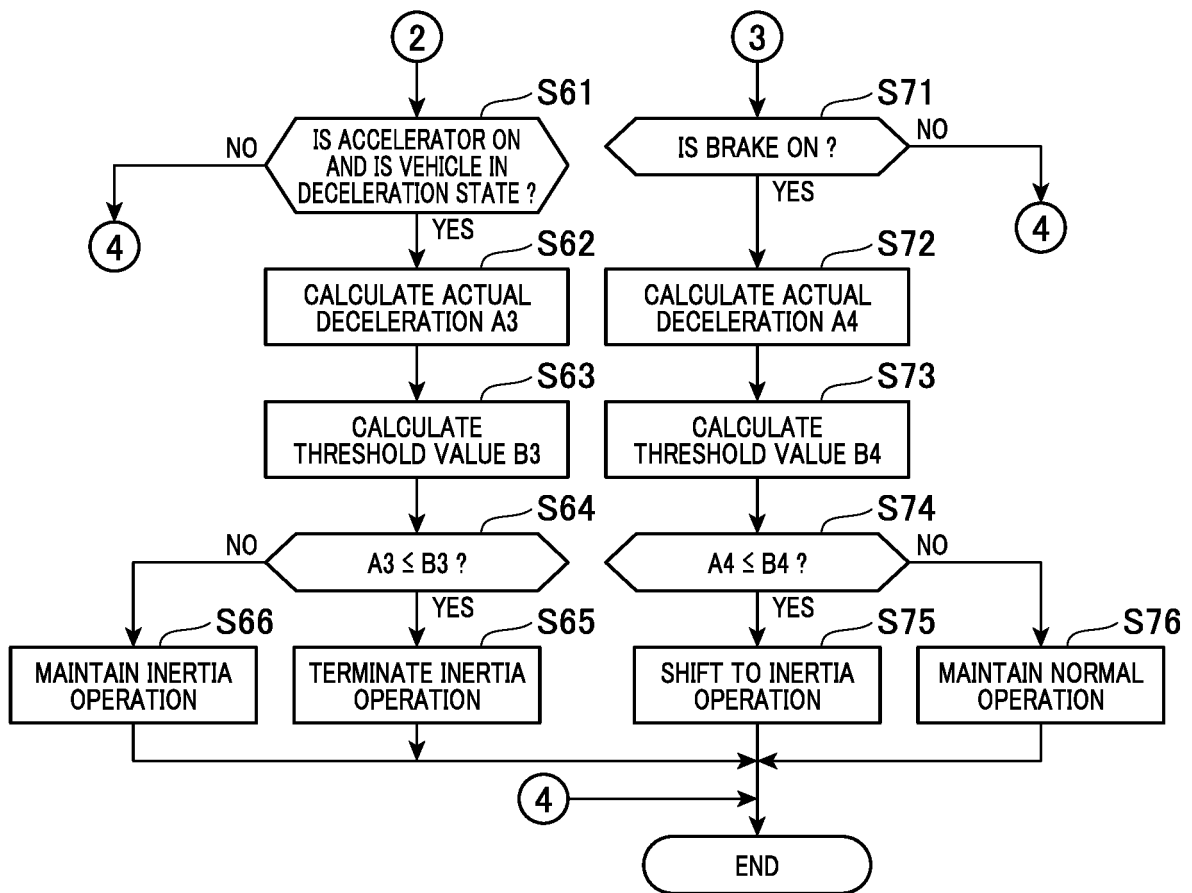 2
3
S61
IS ACCELERATOR ON
AND IS VEHICLE IN
DECELERATION STATE ?
NO
YES
4
S71
IS BRAKE ON ?
NO
YES
4
S62
CALCULATE ACTUAL
DECELERATION A3
S72
CALCULATE ACTUAL
DECELERATION A4
S63
CALCULATE
THRESHOLD VALUE B3
S73
CALCULATE
THRESHOLD VALUE B4
S64
A3 ≤ B3 ?
NO
YES
S74
A4 ≤ B4 ?
NO
YES
S66
MAINTAIN INERTIA
OPERATION
S65
TERMINATE INERTIA
OPERATION
S75
SHIFT TO INERTIA
OPERATION
S76
MAINTAIN NORMAL
OPERATION
4
END